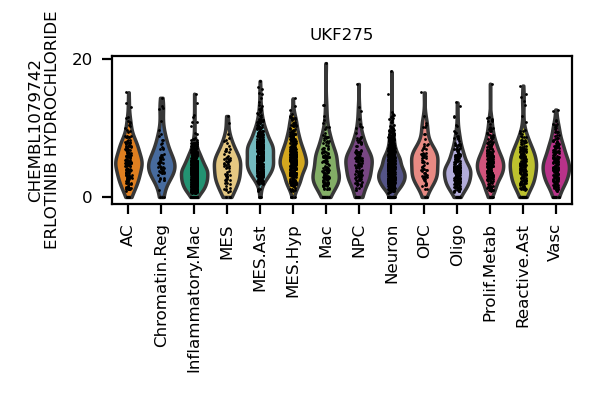 UKF275
CHEMBL1079742
ERLOTINIB HYDROCHLORIDE
20
0
AC
Chromatin.Reg
Inflammatory.Mac
MES
MES.Ast
MES.Hyp
Mac
NPC
Neuron
OPC
Oligo
Prolif.Metab
Reactive.Ast
Vasc